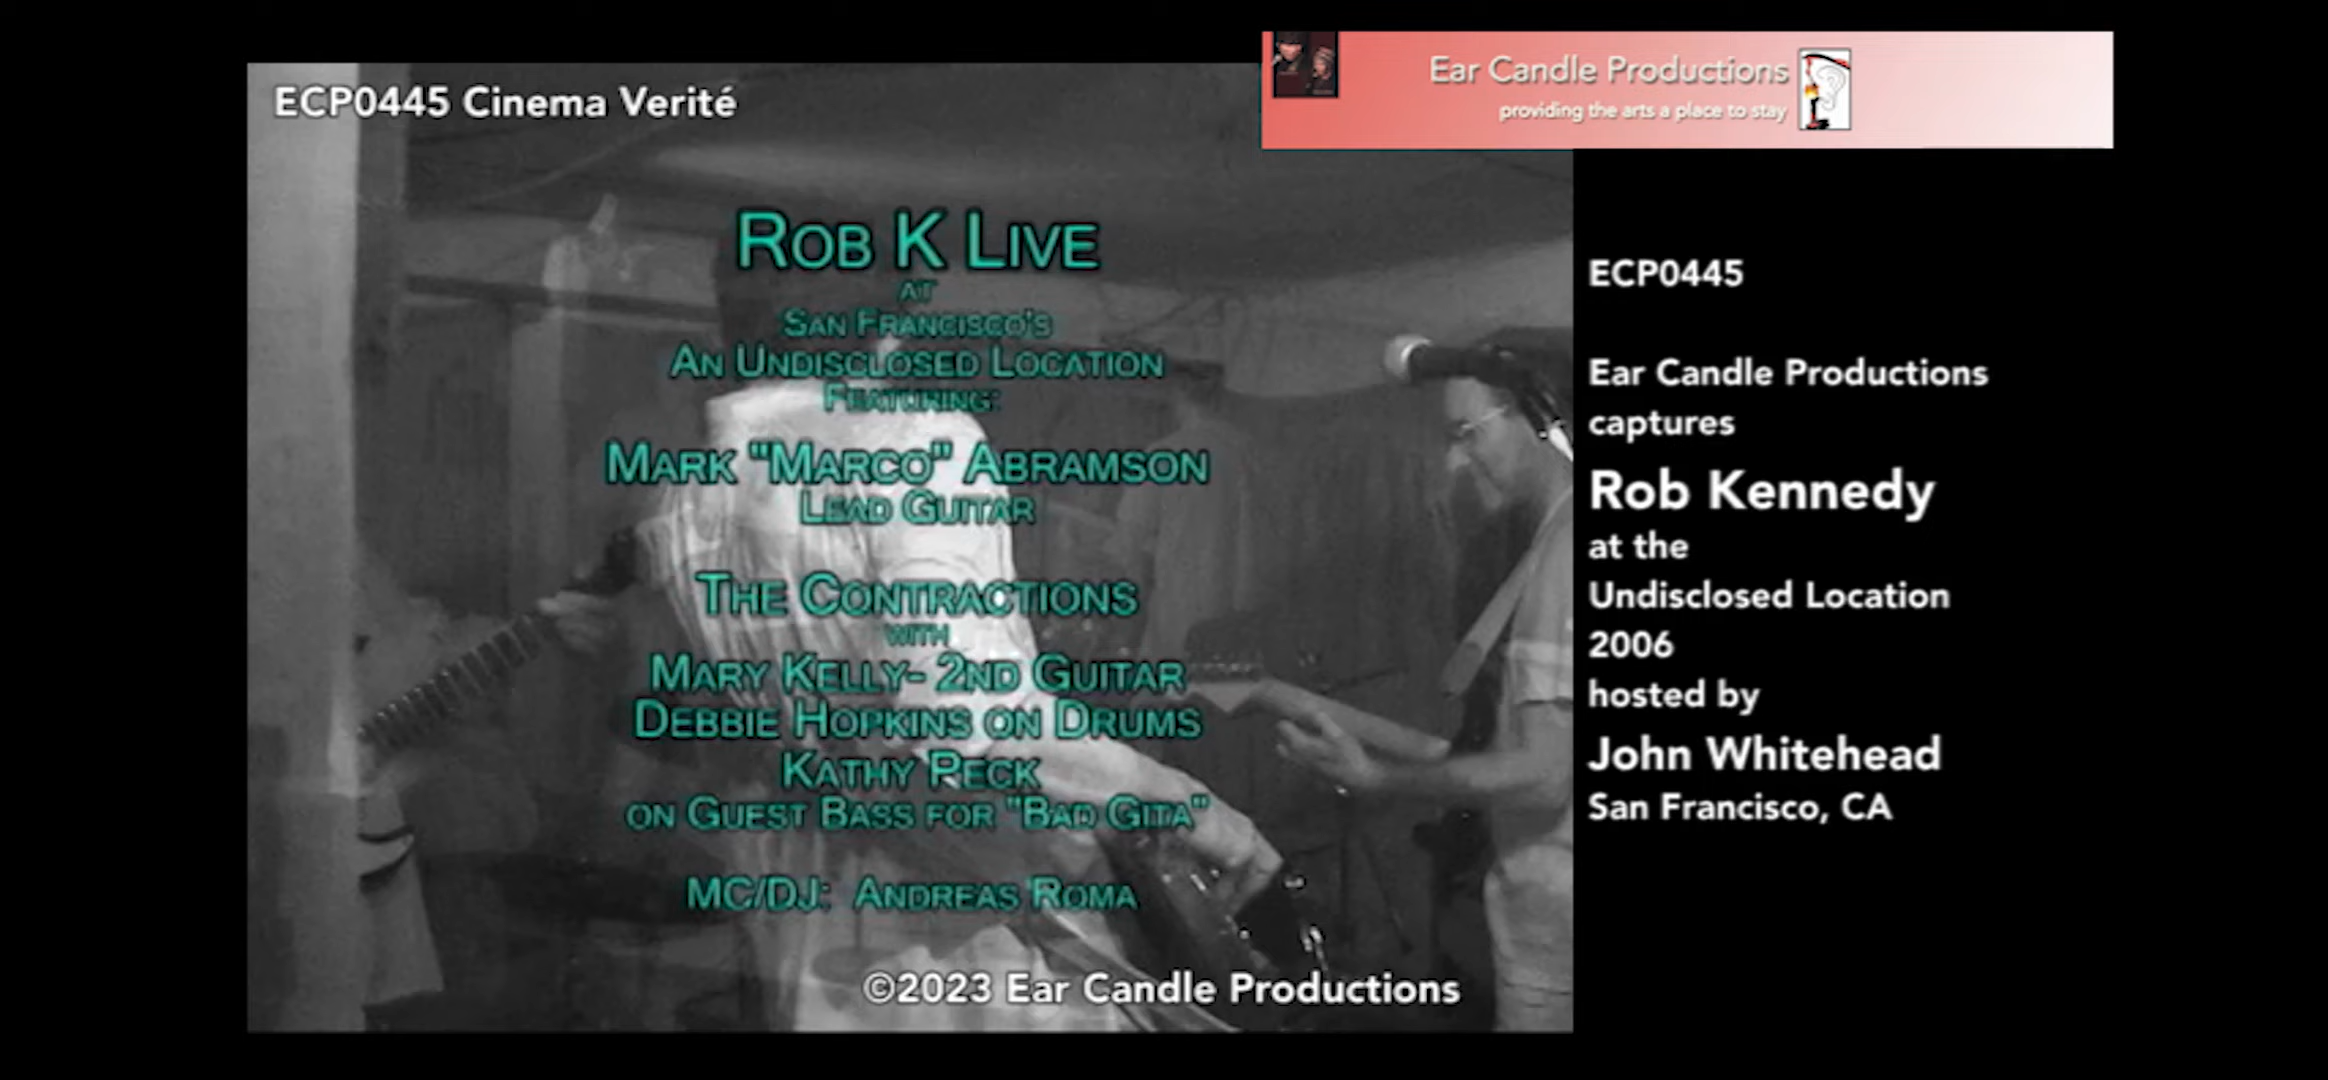 ECP0445 Cinema Verité
Ear Candle Productions
providing the arts a place to stay
ROB K LIVE
AT
SAN FRANCISCO'S
AN UNDISCLOSED LOCATION
FEATURING:
MARK "MARCO" ABRAMSON
LEAD GUITAR
THE CONTRACTIONS
WITH
MARY KELLY- 2ND GUITAR
DEBBIE HOPKINS ON DRUMS
KATHY PECK
ON GUEST BASS FOR "BAD GITA"
MC/DJ: ANDREAS ROMA
©2023 Ear Candle Productions
ECP0445
Ear Candle Productions
captures
Rob Kennedy
at the
Undisclosed Location
2006
hosted by
John Whitehead
San Francisco, CA